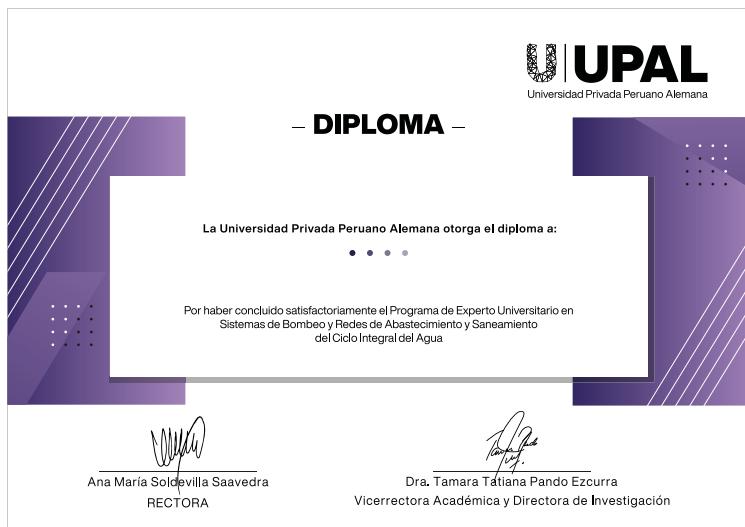 UPAL
Universidad Privada Peruano Alemana
– DIPLOMA –
La Universidad Privada Peruano Alemana otorga el diploma a:
Por haber concluido satisfactoriamente el Programa de Experto Universitario en
Sistemas de Bombeo y Redes de Abastecimiento y Saneamiento
del Ciclo Integral del Agua
Ana María Soldevilla Saavedra
RECTORA
Dra. Tamara Tatiana Pando Ezcurra
Vicerrectora Académica y Directora de Investigación